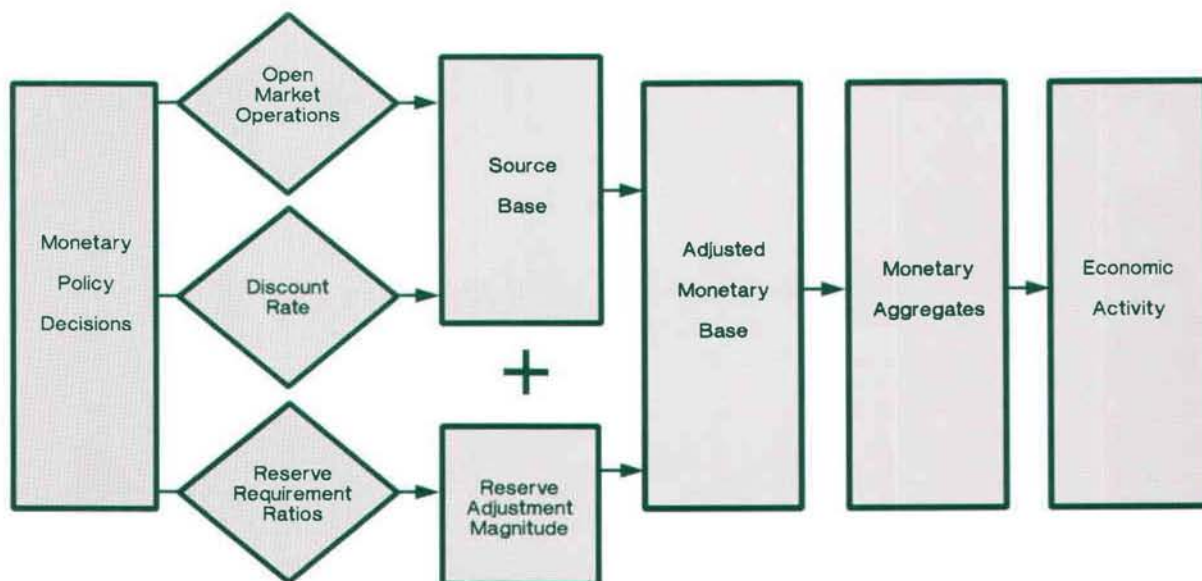 Monetary
Policy
Decisions
Open
Market
Operations
Discount
Rate
Reserve
Requirement
Ratios
Source
Base
+
Reserve
Adjustment
Magnitude
Adjusted
Monetary
Base
Monetary
Aggregates
Economic
Activity